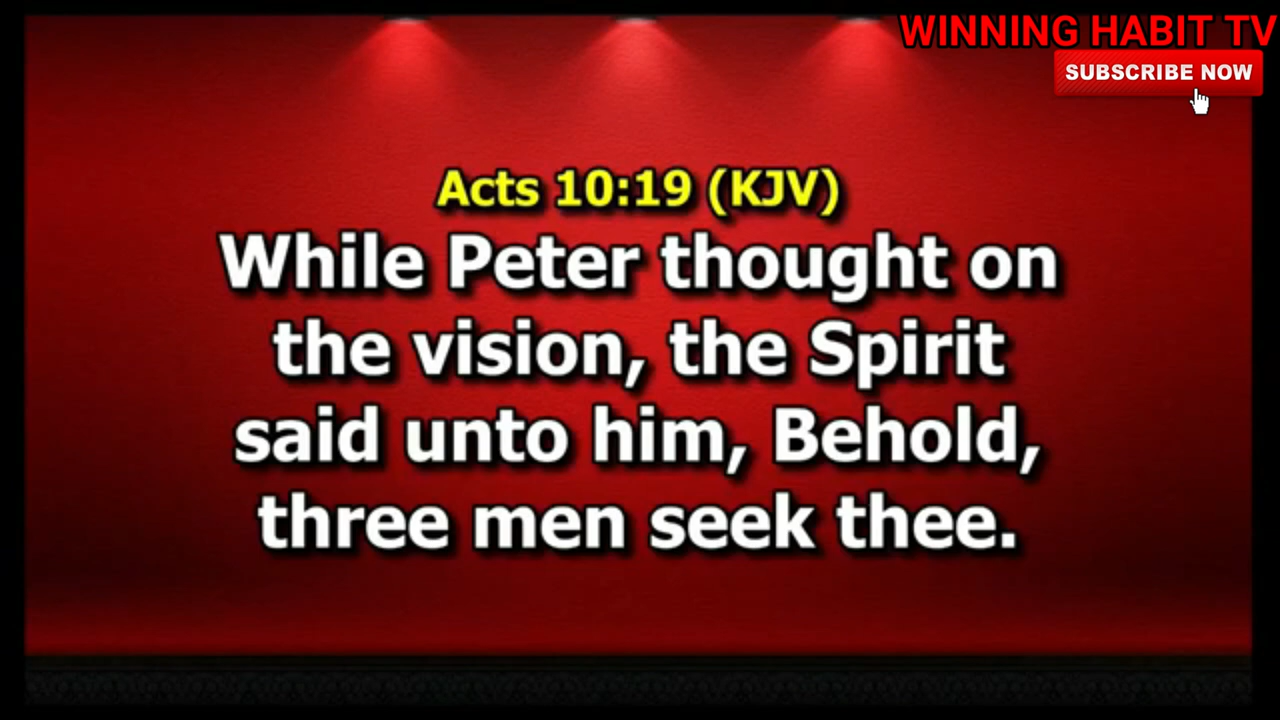 WINNING HABIT TV
SUBSCRIBE NOW
Acts 10:19 (KJV)
While Peter thought on
the vision, the Spirit
said unto him, Behold,
three men seek thee.